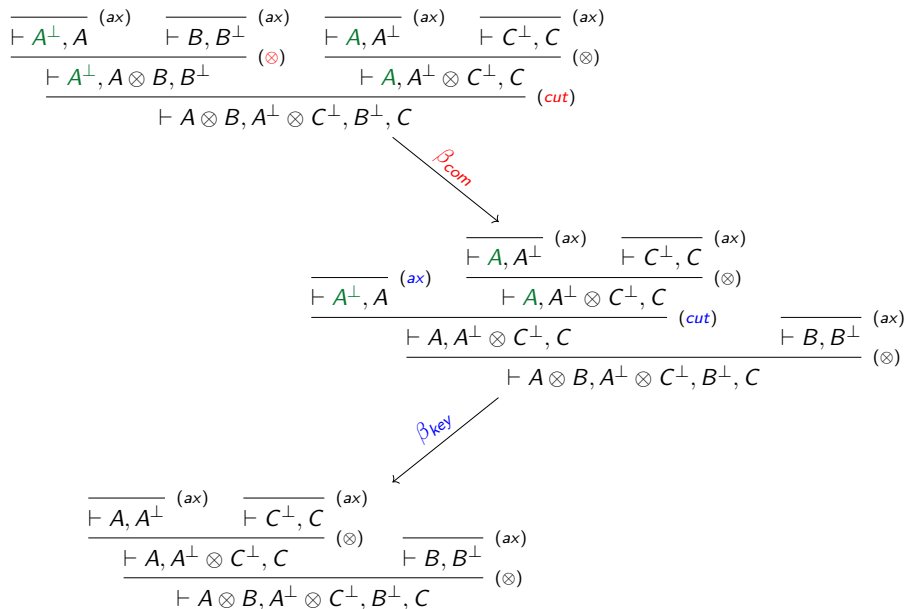 (ax) (ax) (ax) (ax)
⊢ A⊥, A ⊢ B, B⊥ ⊢ A, A⊥ ⊢ C⊥, C
(⊗) (⊗)
⊢ A⊥, A ⊗ B, B⊥ ⊢ A, A⊥ ⊗ C⊥, C
(cut)
⊢ A ⊗ B, A⊥ ⊗ C⊥, B⊥, C
βcom
(ax) (ax)
⊢ A, A⊥ ⊢ C⊥, C
(ax) (⊗)
⊢ A⊥, A ⊢ A, A⊥ ⊗ C⊥, C
(cut) (ax)
⊢ A, A⊥ ⊗ C⊥, C ⊢ B, B⊥
(⊗)
⊢ A ⊗ B, A⊥ ⊗ C⊥, B⊥, C
βkey
(ax) (ax)
⊢ A, A⊥ ⊢ C⊥, C
(⊗) (ax)
⊢ A, A⊥ ⊗ C⊥, C ⊢ B, B⊥
(⊗)
⊢ A ⊗ B, A⊥ ⊗ C⊥, B⊥, C